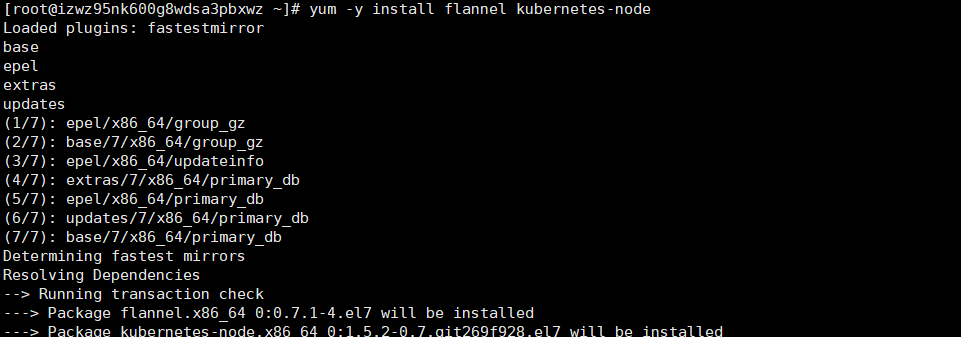 [root@izwz95nk600g8wdsa3pbxwz ~]# yum -y install flannel kubernetes-node
Loaded plugins: fastestmirror
base
epel
extras
updates
(1/7): epel/x86_64/group_gz
(2/7): base/7/x86_64/group_gz
(3/7): epel/x86_64/updateinfo
(4/7): extras/7/x86_64/primary_db
(5/7): epel/x86_64/primary_db
(6/7): updates/7/x86_64/primary_db
(7/7): base/7/x86_64/primary_db
Determining fastest mirrors
Resolving Dependencies
--> Running transaction check
---> Package flannel.x86_64 0:0.7.1-4.el7 will be installed
---> Package kubernetes-node.x86_64 0:1.5.2-0.7.git269f928.el7 will be installed